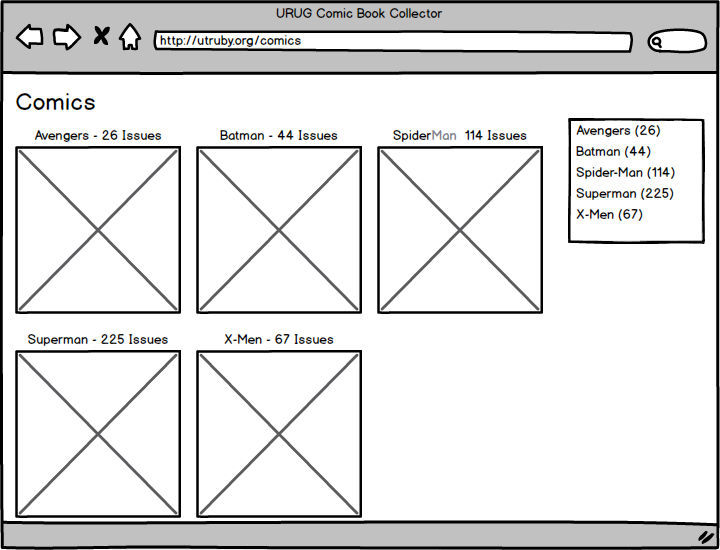 URUG Comic Book Collector
http://utruby.org/comics
Comics
Avengers - 26 Issues
Batman - 44 Issues
SpiderMan 114 Issues
Superman - 225 Issues
X-Men - 67 Issues
Avengers (26)
Batman (44)
Spider-Man (114)
Superman (225)
X-Men (67)